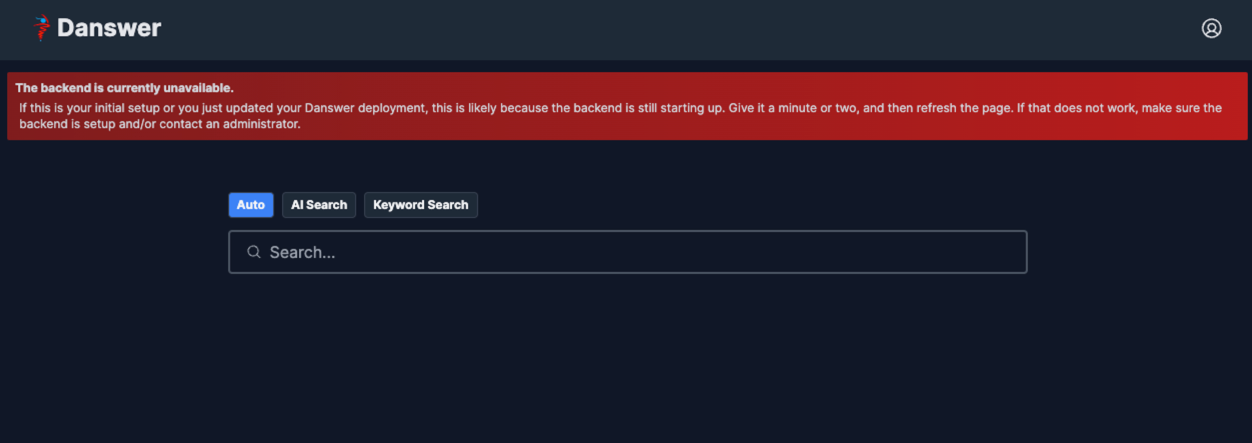 Danswer
The backend is currently unavailable.
If this is your initial setup or you just updated your Danswer deployment, this is likely because the backend is still starting up. Give it a minute or two, and then refresh the page. If that does not work, make sure the
backend is setup and/or contact an administrator.
Auto AI Search Keyword Search
Search...